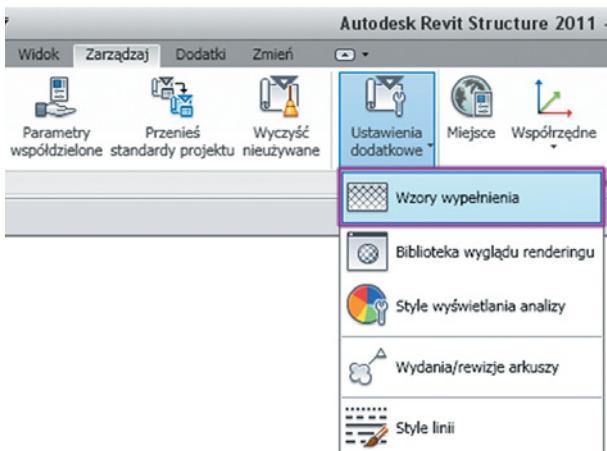 Autodesk Revit Structure 2011 -
Widok Zarządzaj Dodatki Zmień
Parametry współdzielone
Przenieś standardy projektu
Wyczyść nieużywane
Ustawienia dodatkowe
Miejsce
Współrzędne
Wzory wypełnienia
Biblioteka wyglądu renderingu
Style wyświetlania analizy
Wydania/rewizje arkuszy
Style linii